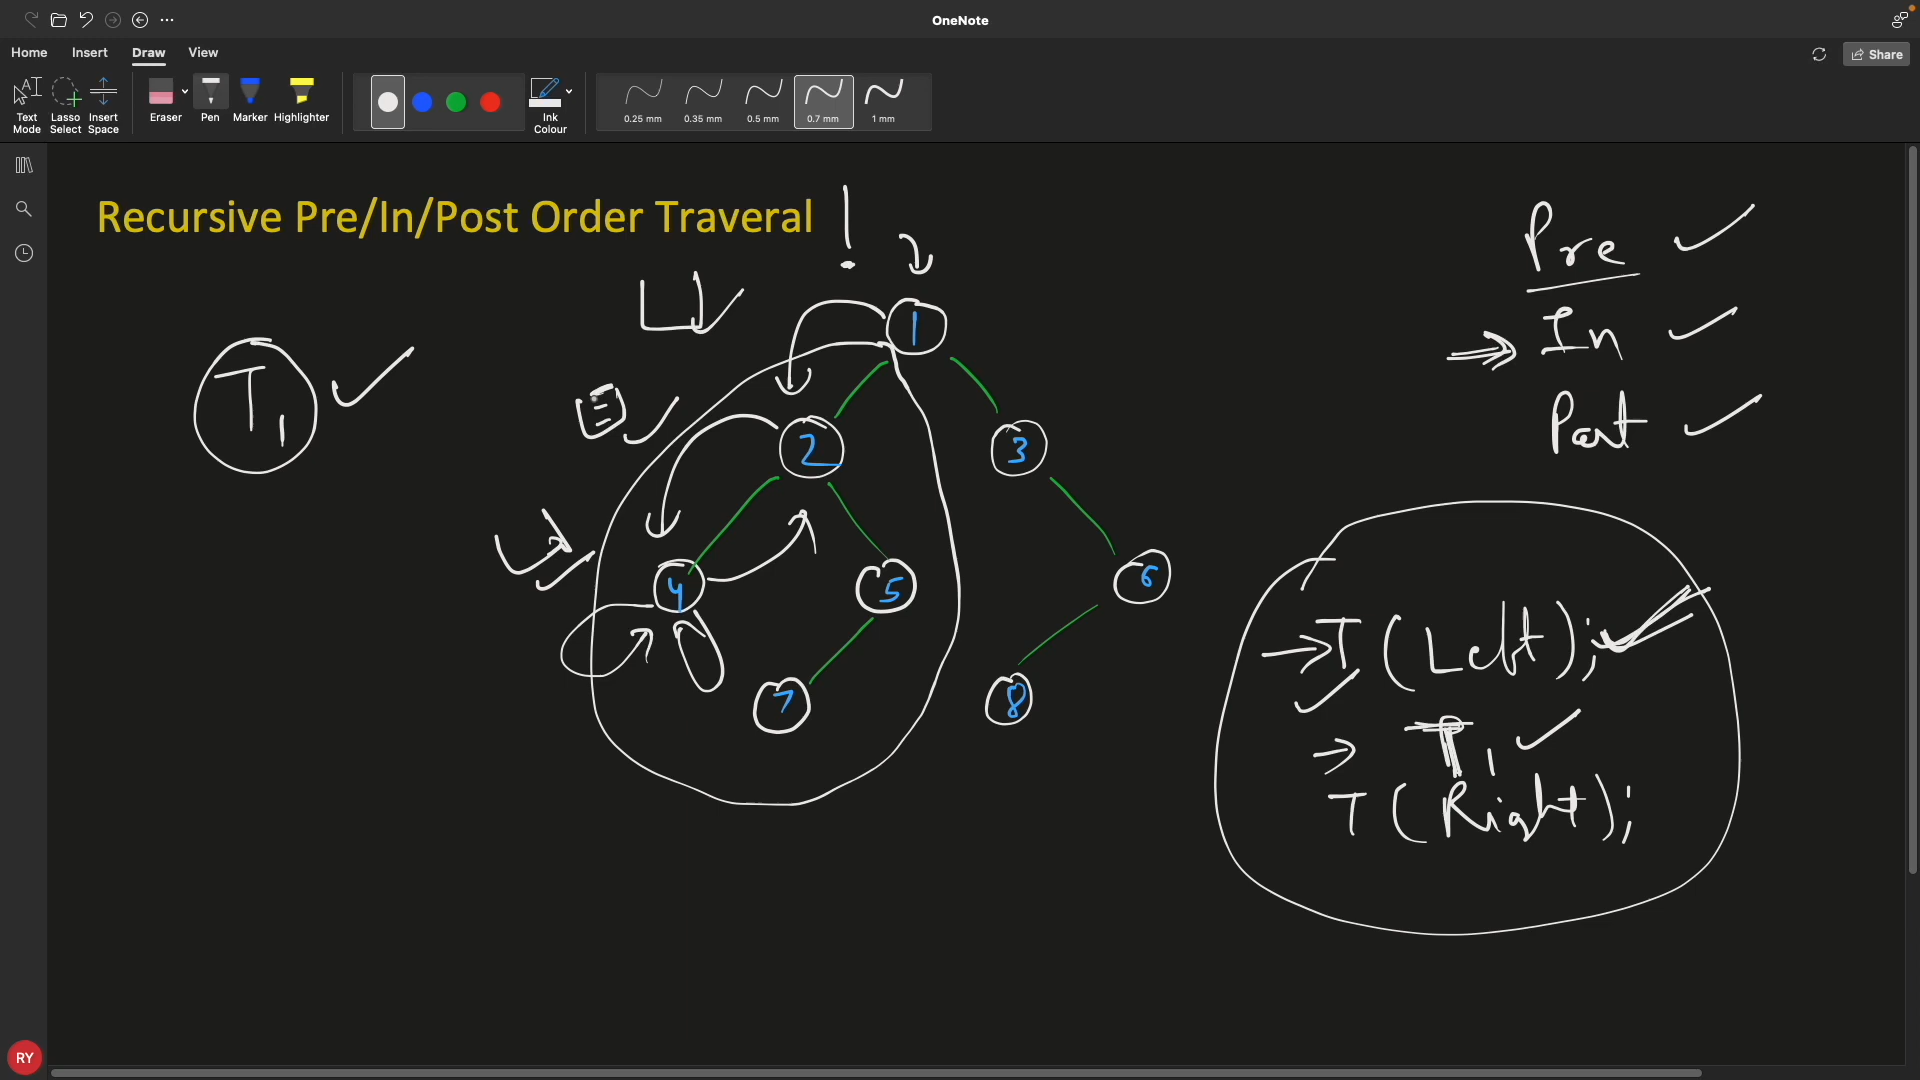 OneNote
Home Insert Draw View
Share
Text Mode
Lasso Select
Insert Space
Eraser
Pen
Marker
Highlighter
Ink Colour
0.25 mm
0.35 mm
0.5 mm
0.7 mm
1 mm
Recursive Pre/In/Post Order Traveral
!
Pre
In
Post
T1
1
2
3
4
5
6
7
8
T (Left);
T1
T (Right);
RY